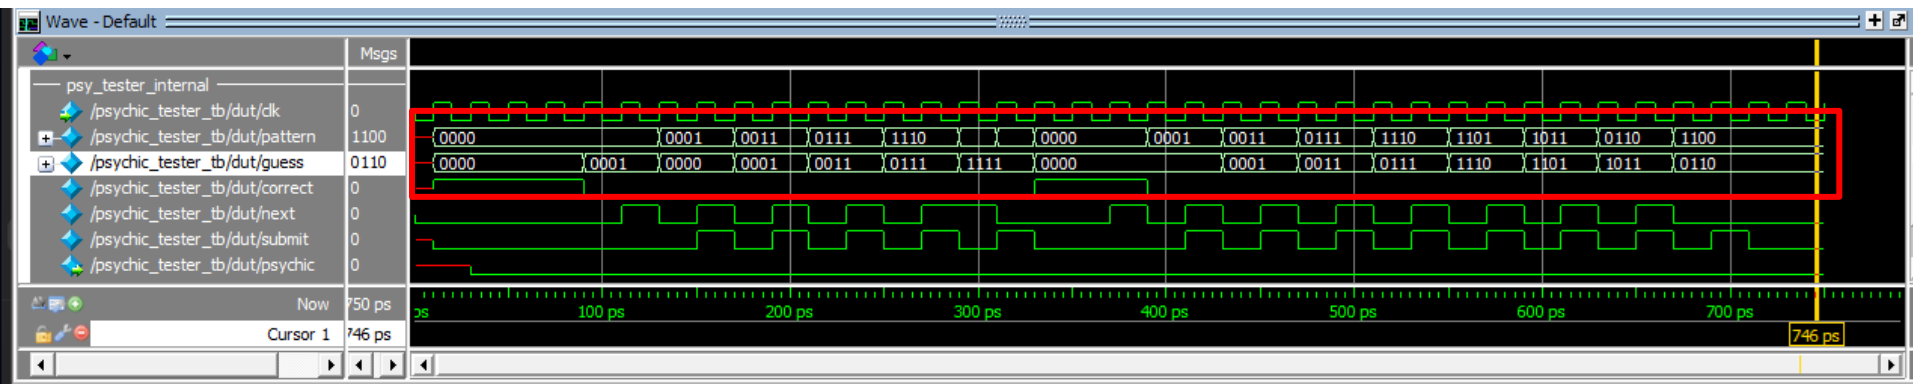 Wave - Default
Msgs
psy_tester_internal
/psychic_tester_tb/dut/clk 0
/psychic_tester_tb/dut/pattern 1100 0000 0001 0011 0111 1110 0000 0001 0011 0111 1110 1101 1011 0110 1100
/psychic_tester_tb/dut/guess 0110 0000 0001 0000 0001 0011 0111 1111 0000 0001 0011 0111 1110 1101 1011 0110
/psychic_tester_tb/dut/correct 0
/psychic_tester_tb/dut/next 0
/psychic_tester_tb/dut/submit 0
/psychic_tester_tb/dut/psychic 0
Now 750 ps ps 100 ps 200 ps 300 ps 400 ps 500 ps 600 ps 700 ps
Cursor 1 746 ps 746 ps